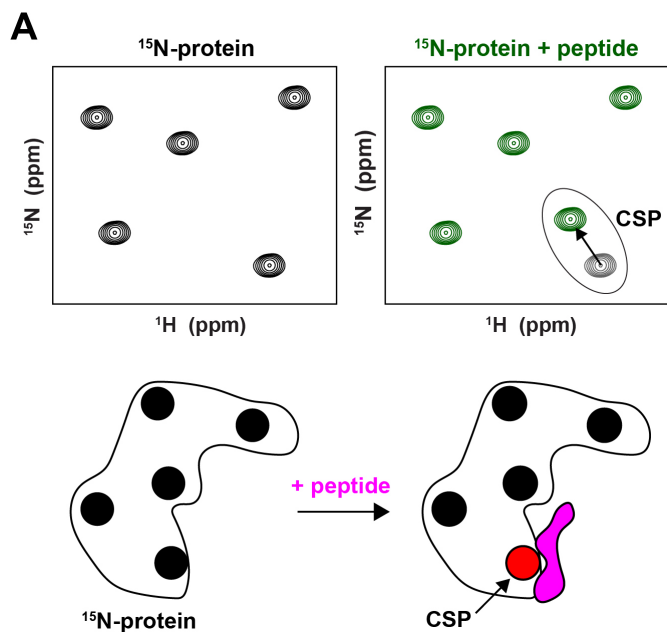 A
¹⁵N-protein
¹⁵N-protein + peptide
¹⁵N (ppm)
¹H (ppm)
¹⁵N (ppm)
CSP
¹H (ppm)
+ peptide
¹⁵N-protein
CSP